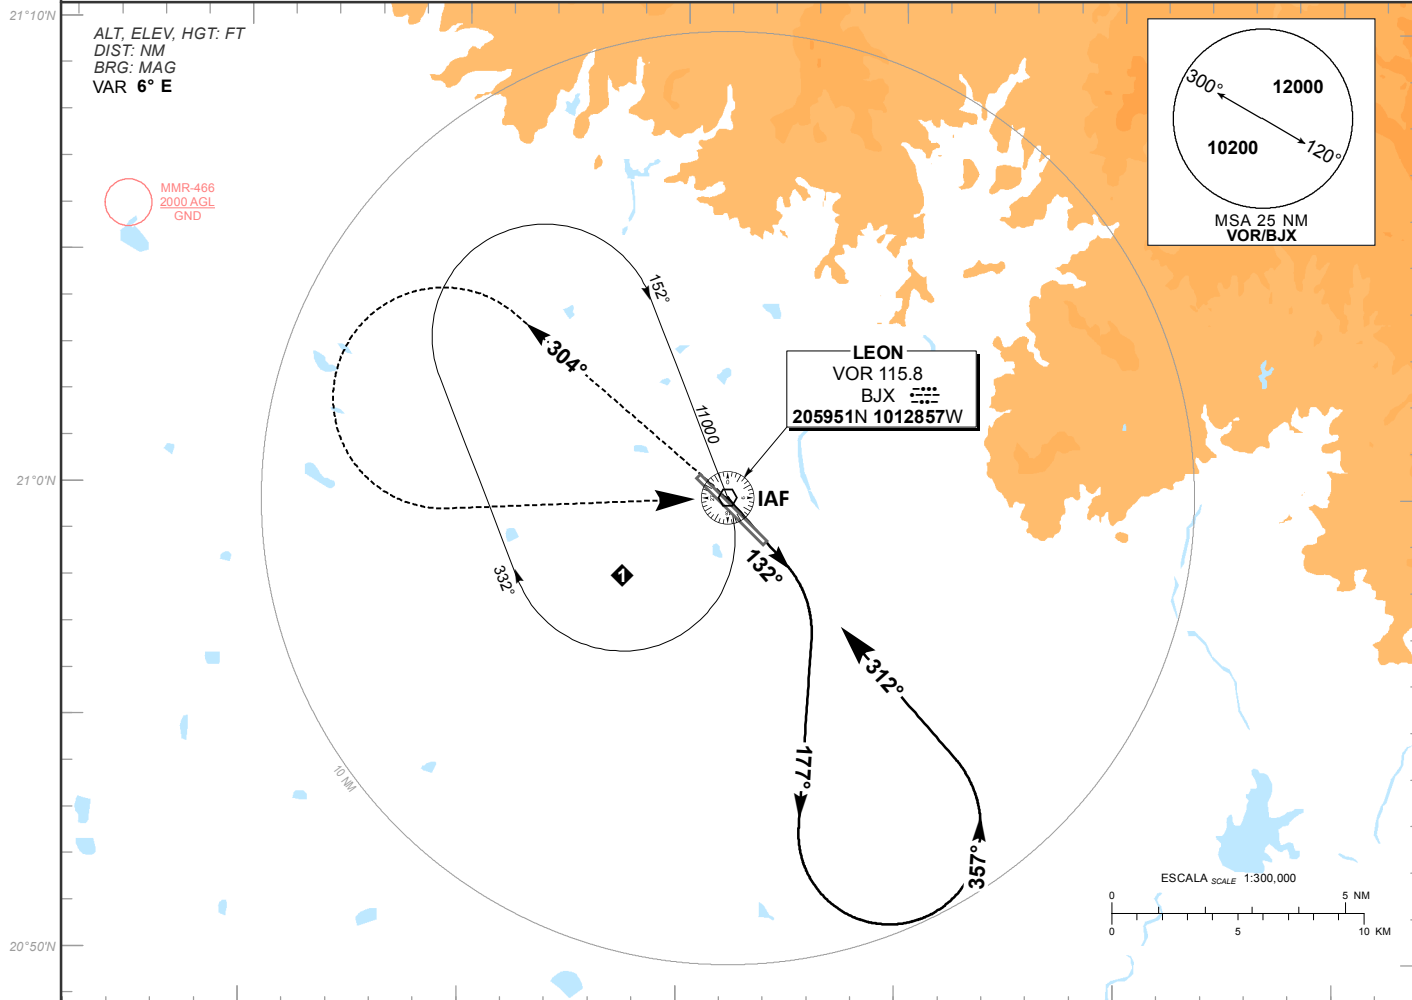 21°10'N
ALT, ELEV, HGT: FT
DIST: NM
BRG: MAG
VAR 6° E
300°
12000
10200
120°
MSA 25 NM
VOR/BJX
MMR-466
2000 AGL
GND
152°
304°
11000
LEON
VOR 115.8
BJX
205951N 1012857W
21°0'N
IAF
132°
332°
1
312°
177°
10 NM
357°
ESCALA SCALE 1:300,000
0 5 NM
0 5 10 KM
20°50'N